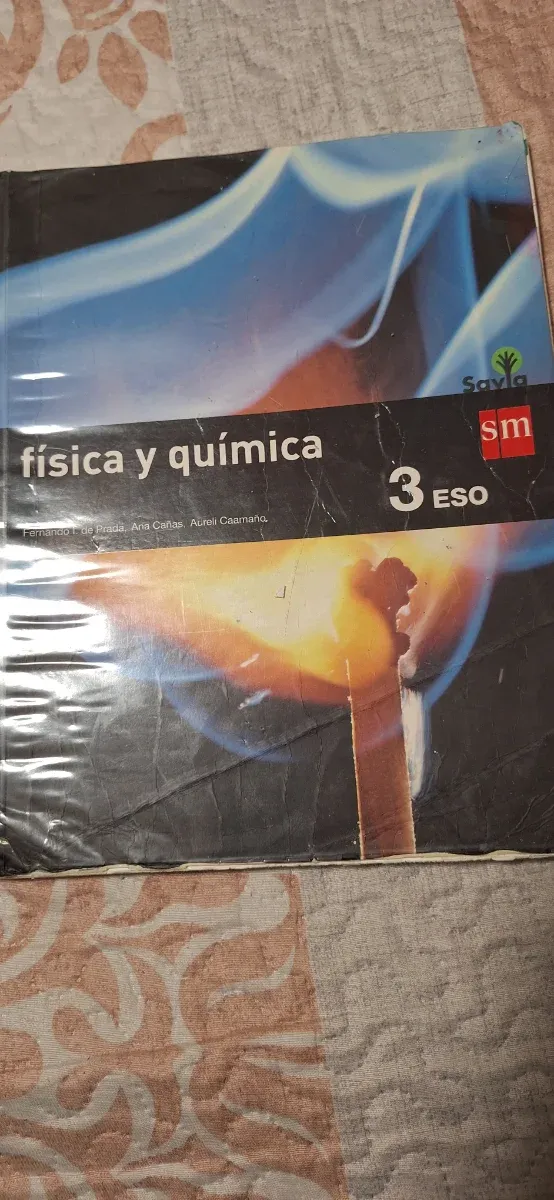 Savia
sm
física y química
3 ESO
Fernando I. de Prada, Ana Cañas, Aureli Caamaño